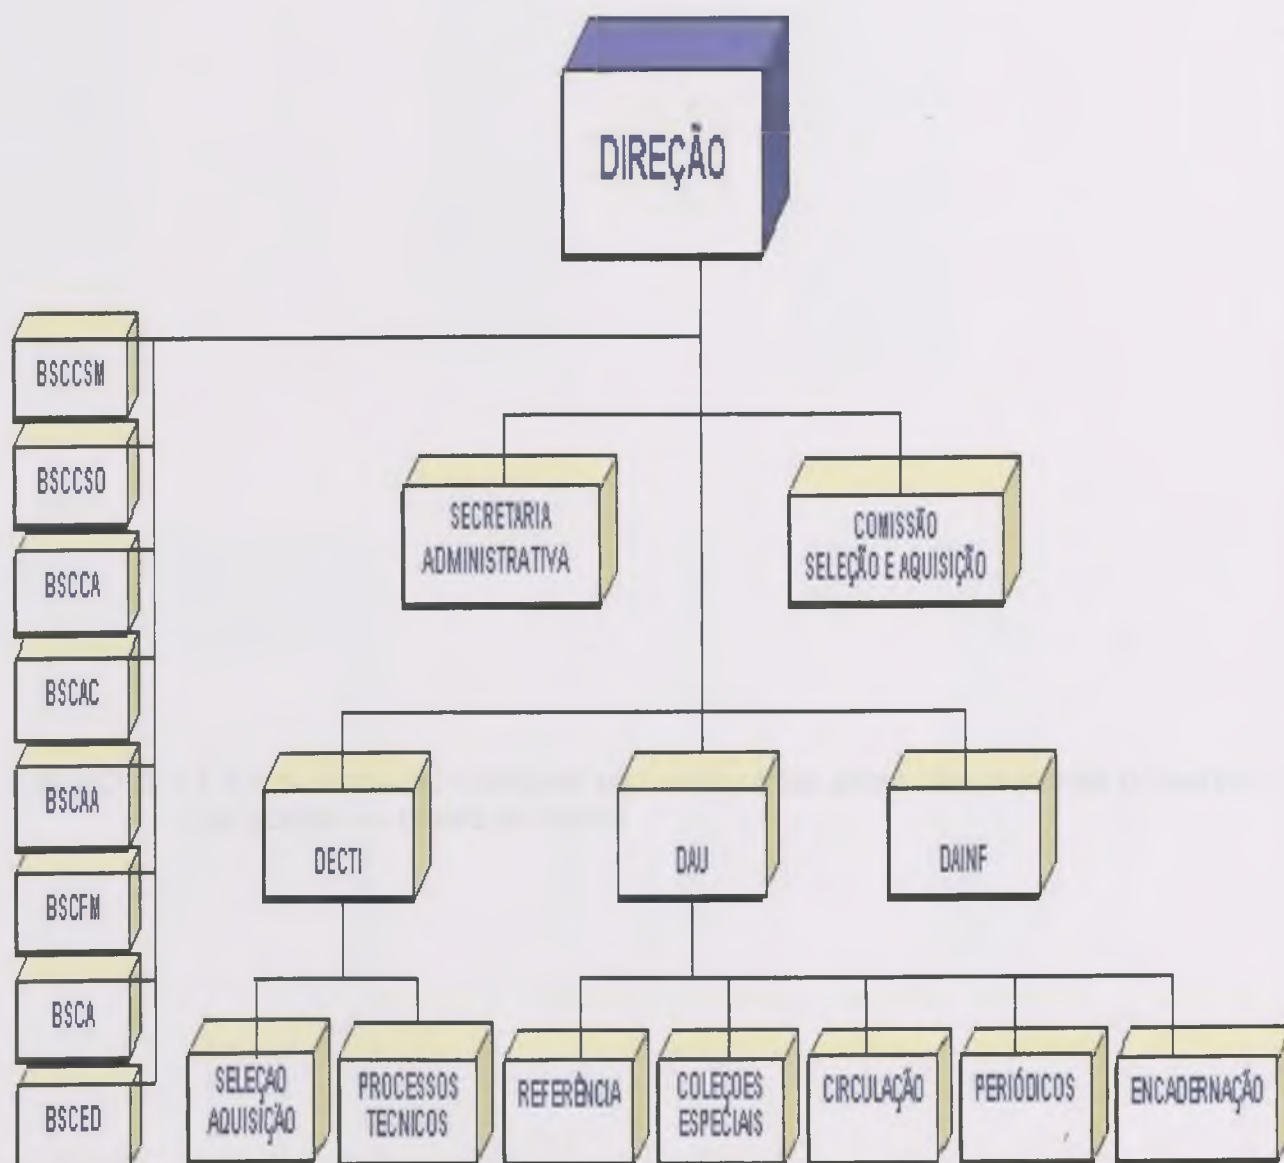 DIREÇÃO
BSCCSM
BSCCSO
BSCCA
BSCAC
BSCAA
BSCFM
BSCA
BSCED
SECRETARIA
ADMINISTRATIVA
COMISSÃO
SELEÇÃO E AQUISIÇÃO
DECTI
DAU
DAINF
SELEÇAO
AQUISIÇÃO
PROCESSOS
TECNICOS
REFERÊNCIA
COLEÇOES
ESPECIAIS
CIRCULAÇÃO
PERIÓDICOS
ENCADERNAÇÃO